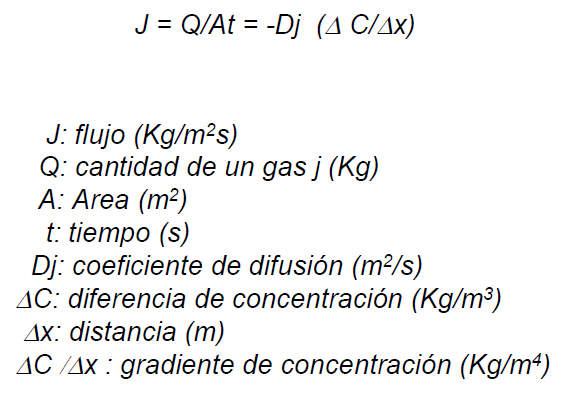 J = Q/At = -Dj (Δ C/Δx)
J: flujo (Kg/m²s)
Q: cantidad de un gas j (Kg)
A: Area (m²)
t: tiempo (s)
Dj: coeficiente de difusión (m²/s)
ΔC: diferencia de concentración (Kg/m³)
Δx: distancia (m)
ΔC /Δx : gradiente de concentración (Kg/m⁴)